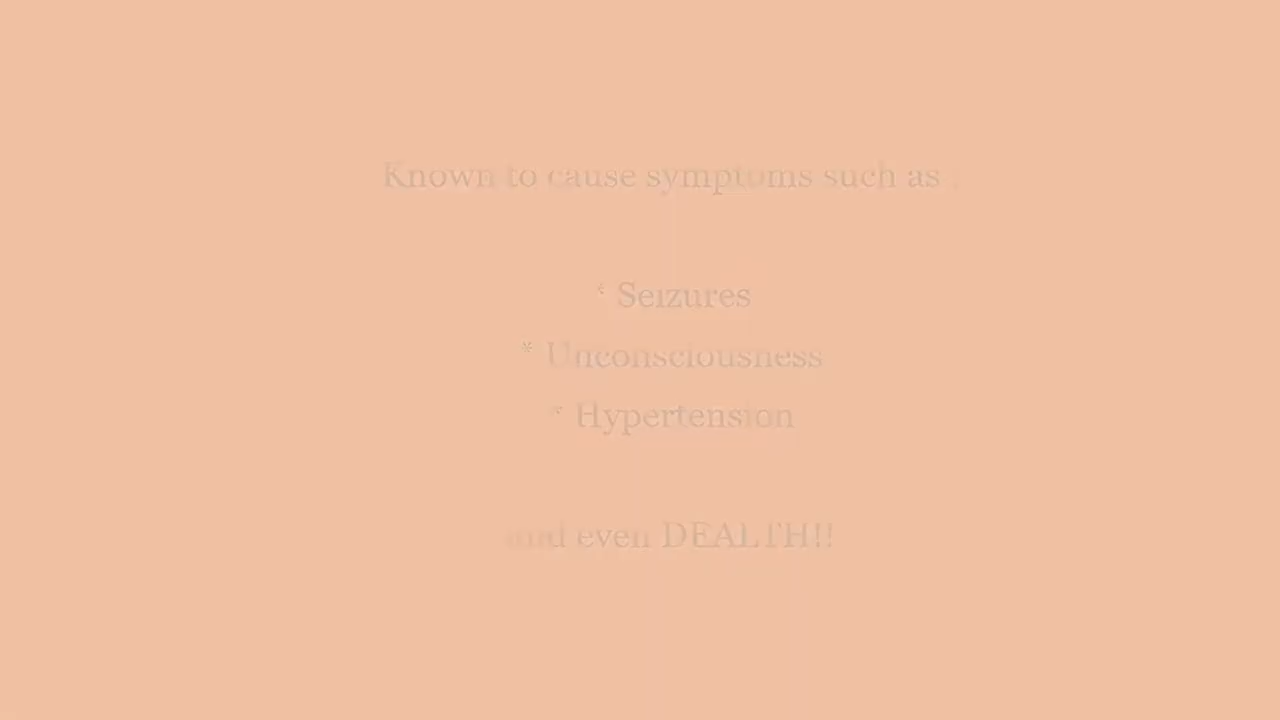 Known to cause symptoms such as :
* Seizures
* Unconsciousness
* Hypertension
and even DEALTH!!